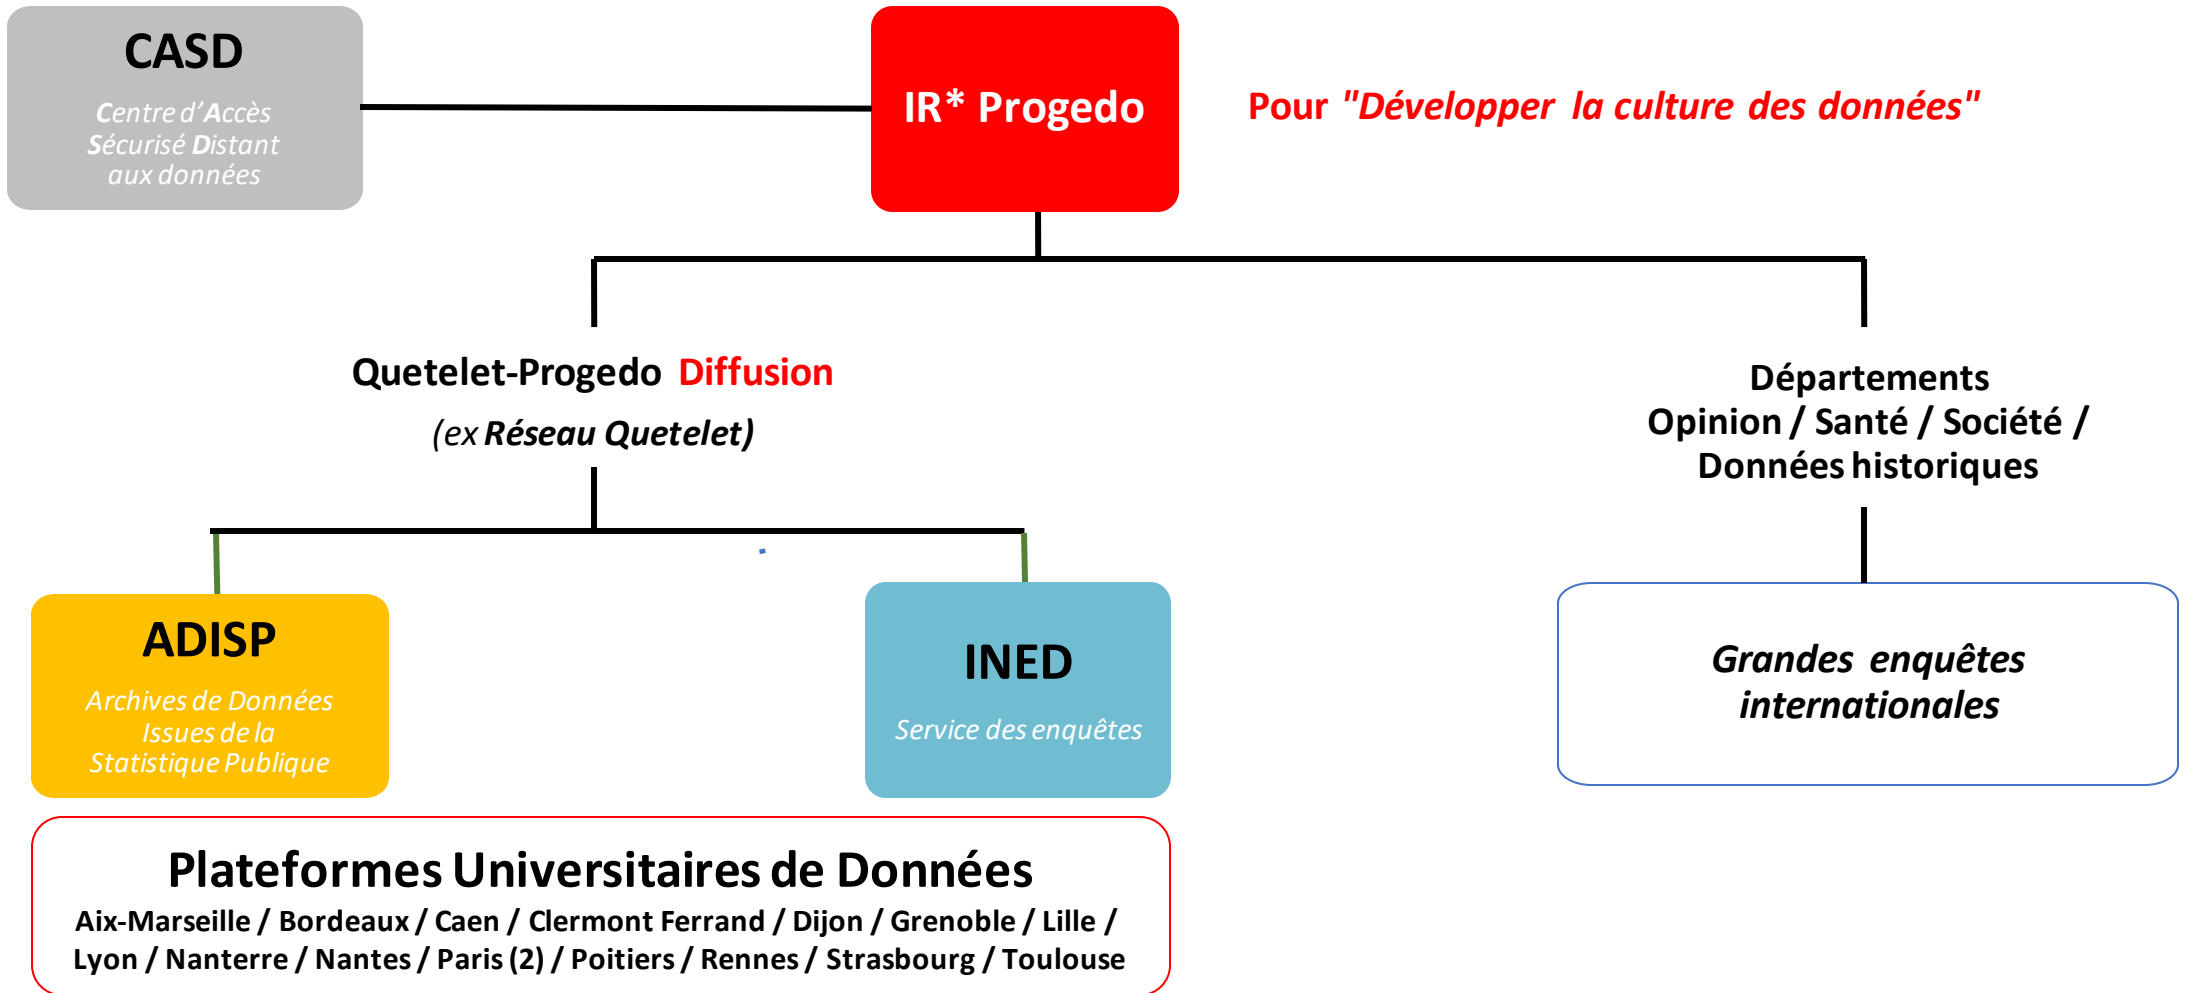 CASD
Centre d’Accès
Sécurisé Distant
aux données
IR* Progedo
Pour "Développer la culture des données"
Quetelet-Progedo Diffusion
(ex Réseau Quetelet)
Départements
Opinion / Santé / Société /
Données historiques
ADISP
Archives de Données
Issues de la
Statistique Publique
INED
Service des enquêtes
Grandes enquêtes
internationales
Plateformes Universitaires de Données
Aix-Marseille / Bordeaux / Caen / Clermont Ferrand / Dijon / Grenoble / Lille /
Lyon / Nanterre / Nantes / Paris (2) / Poitiers / Rennes / Strasbourg / Toulouse